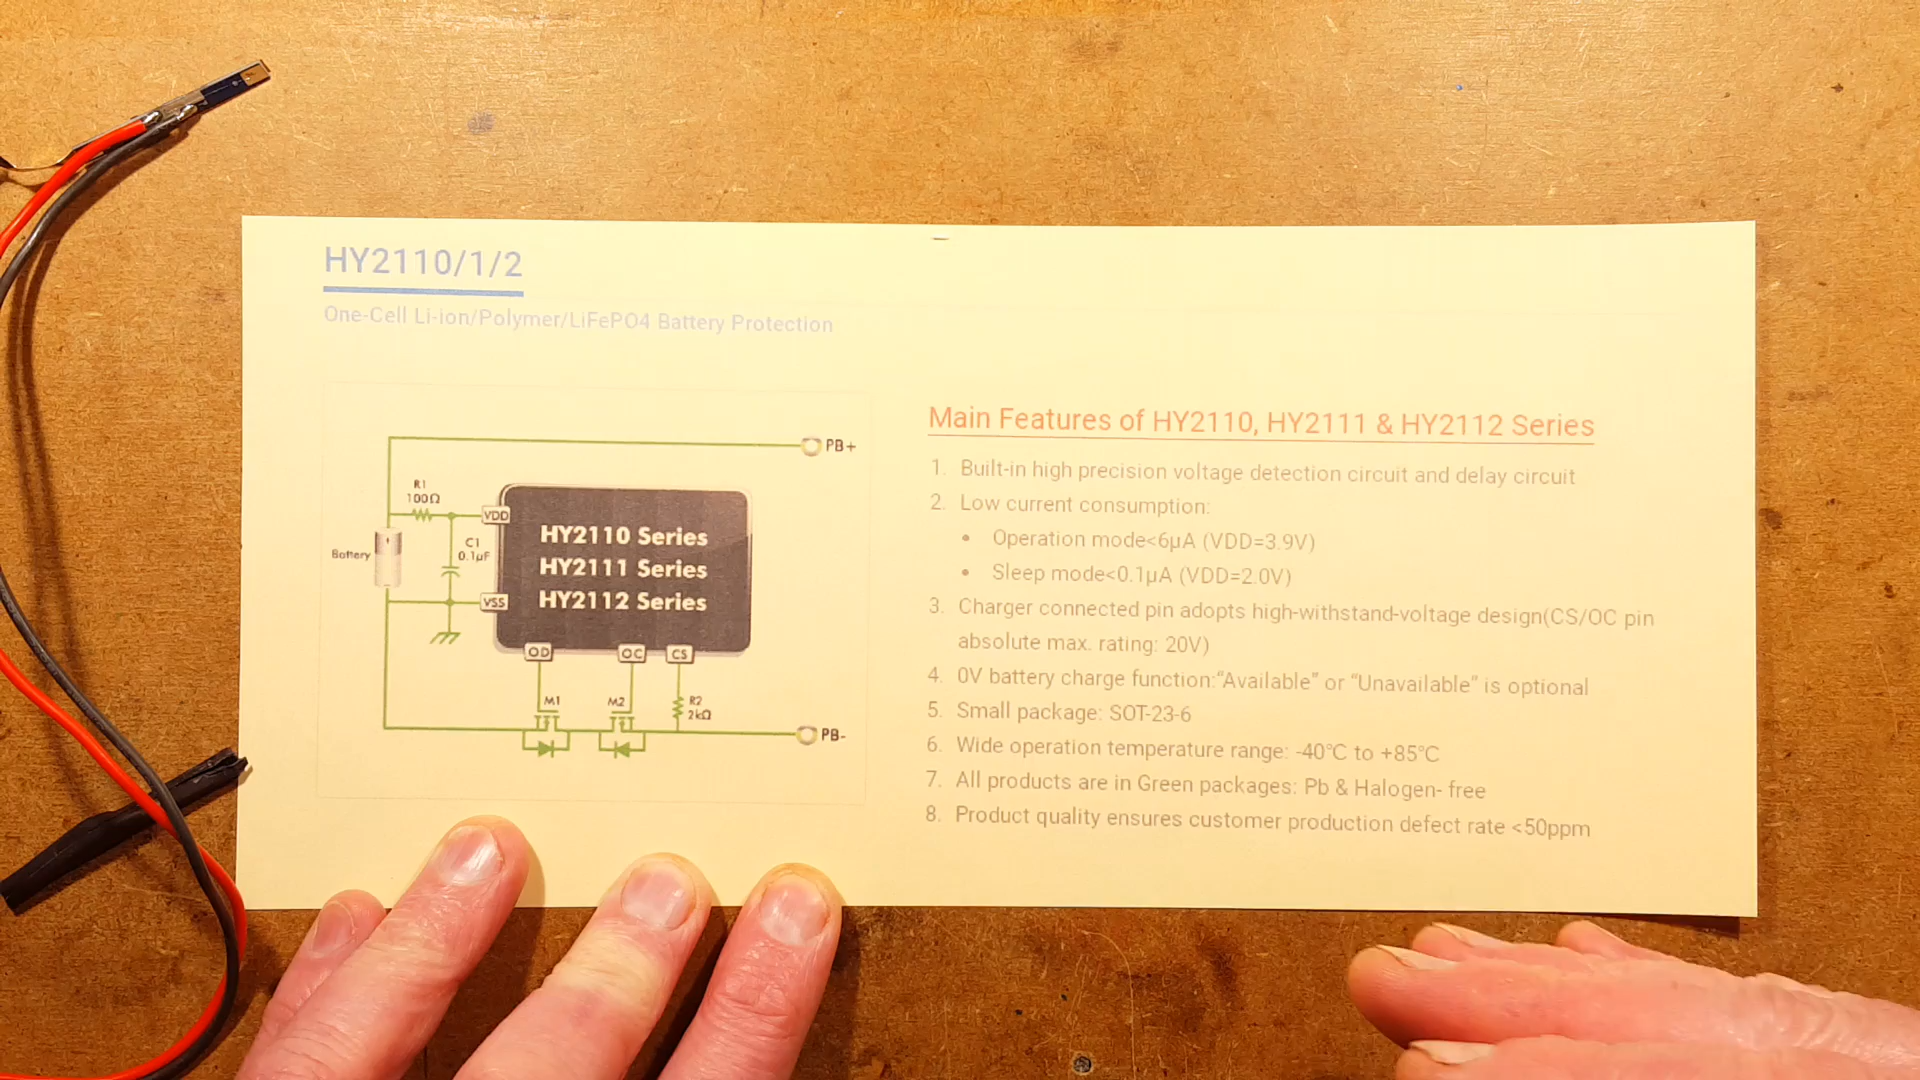 HY2110/1/2
One-Cell Li-ion/Polymer/LiFePO4 Battery Protection
PB+
R1
100Ω
VDD
Battery
C1
0.1µF
VSS
HY2110 Series
HY2111 Series
HY2112 Series
OD
OC
CS
M1
M2
R2
2kΩ
PB-
Main Features of HY2110, HY2111 & HY2112 Series
1. Built-in high precision voltage detection circuit and delay circuit
2. Low current consumption:
• Operation mode<6µA (VDD=3.9V)
• Sleep mode<0.1µA (VDD=2.0V)
3. Charger connected pin adopts high-withstand-voltage design(CS/OC pin
absolute max. rating: 20V)
4. 0V battery charge function:“Available” or “Unavailable” is optional
5. Small package: SOT-23-6
6. Wide operation temperature range: -40°C to +85°C
7. All products are in Green packages: Pb & Halogen- free
8. Product quality ensures customer production defect rate <50ppm